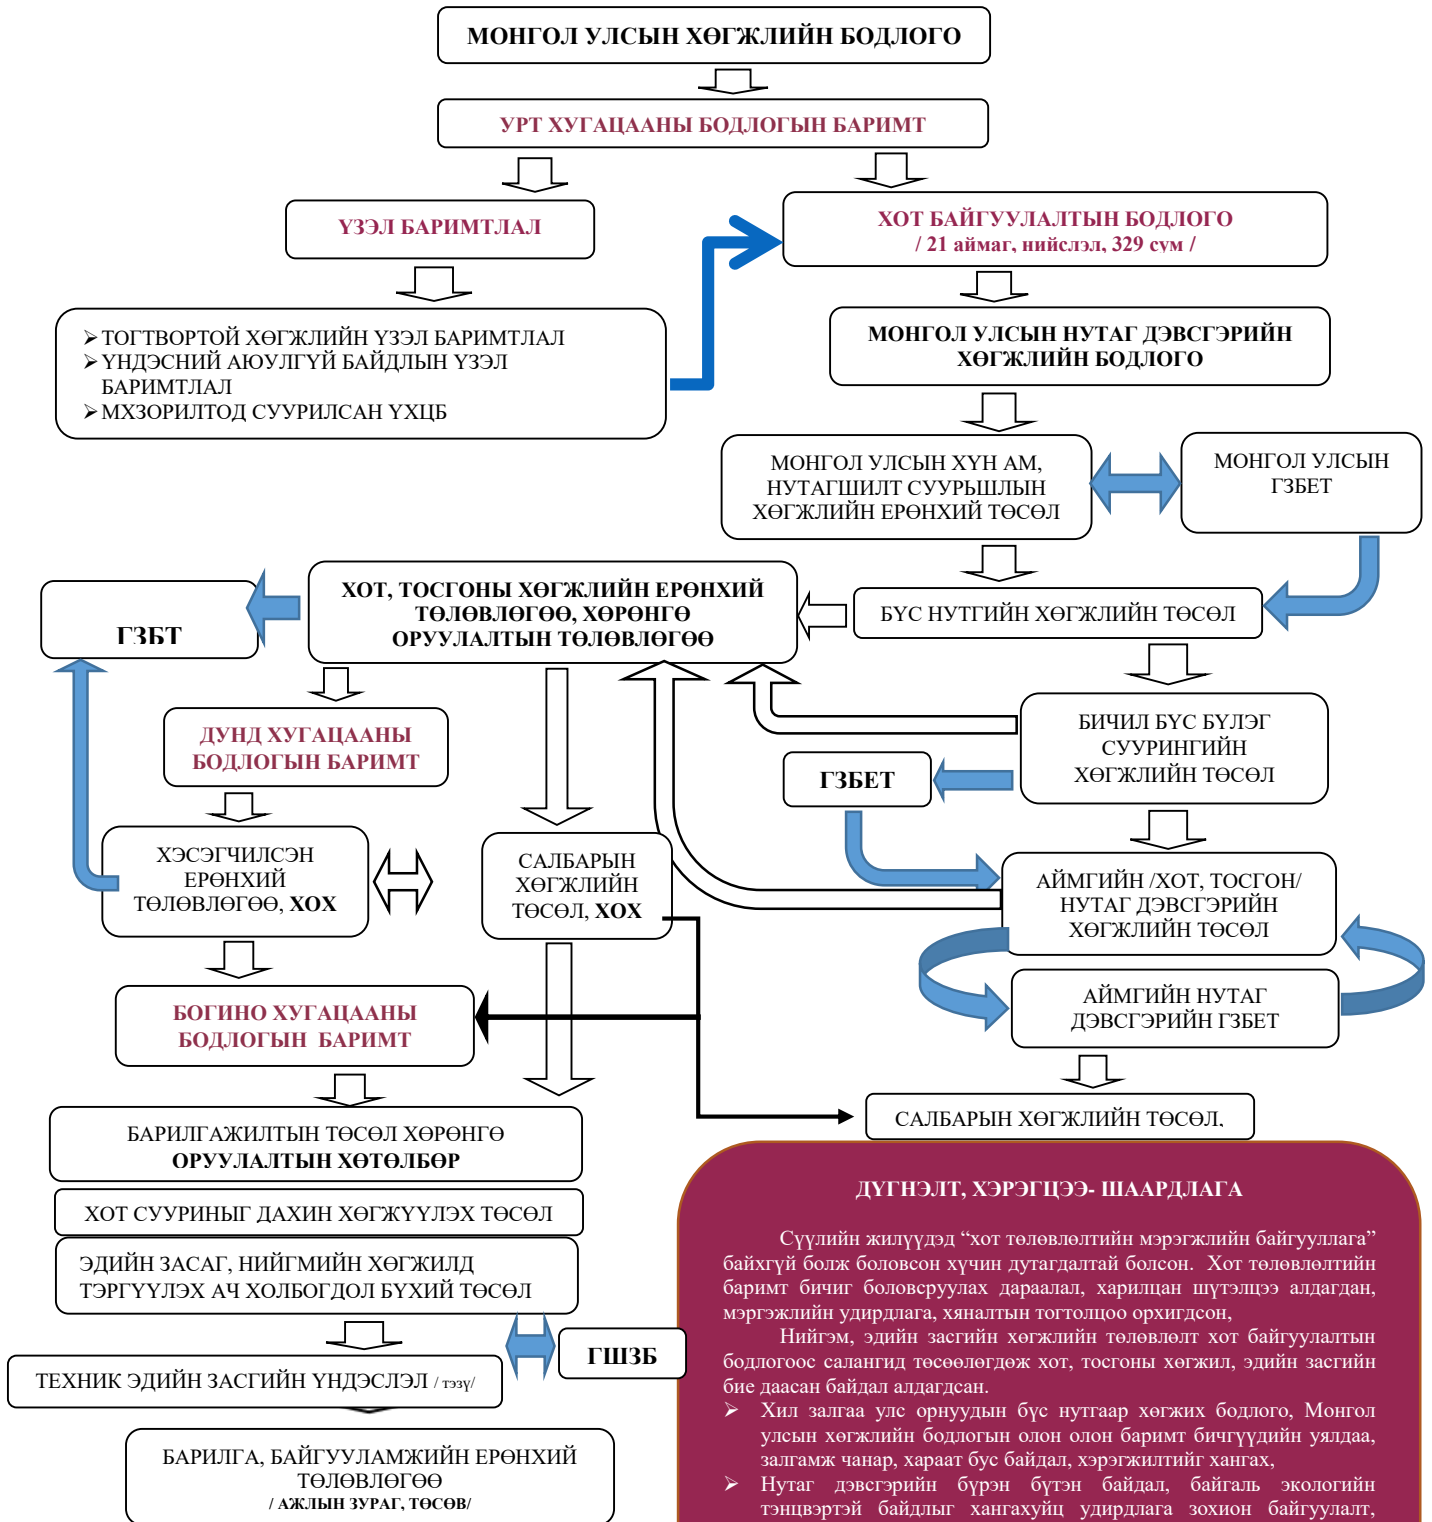 МОНГОЛ УЛСЫН ХӨГЖЛИЙН БОДЛОГО
УРТ ХУГАЦААНЫ БОДЛОГЫН БАРИМТ
ҮЗЭЛ БАРИМТЛАЛ
ХОТ БАЙГУУЛАЛТЫН БОДЛОГО
/ 21 аймаг, нийслэл, 329 сум /
➢ ТОГТВОРТОЙ ХӨГЖЛИЙН ҮЗЭЛ БАРИМТЛАЛ
➢ ҮНДЭСНИЙ АЮУЛГҮЙ БАЙДЛЫН ҮЗЭЛ
БАРИМТЛАЛ
➢ МХЗОРИЛТОД СУУРИЛСАН ҮХЦБ
МОНГОЛ УЛСЫН НУТАГ ДЭВСГЭРИЙН
ХӨГЖЛИЙН БОДЛОГО
МОНГОЛ УЛСЫН ХҮН АМ,
НУТАГШИЛТ СУУРЬШЛЫН
ХӨГЖЛИЙН ЕРӨНХИЙ ТӨСӨЛ
МОНГОЛ УЛСЫН
ГЗБЕТ
ХОТ, ТОСГОНЫ ХӨГЖЛИЙН ЕРӨНХИЙ
ТӨЛӨВЛӨГӨӨ, ХӨРӨНГӨ
ОРУУЛАЛТЫН ТӨЛӨВЛӨГӨӨ
ГЗБТ
БҮС НУТГИЙН ХӨГЖЛИЙН ТӨСӨЛ
ДУНД ХУГАЦААНЫ
БОДЛОГЫН БАРИМТ
БИЧИЛ БҮС БҮЛЭГ
СУУРИНГИЙН
ХӨГЖЛИЙН ТӨСӨЛ
ГЗБЕТ
ХЭСЭГЧИЛСЭН
ЕРӨНХИЙ
ТӨЛӨВЛӨГӨӨ, ХОХ
САЛБАРЫН
ХӨГЖЛИЙН
ТӨСӨЛ, ХОХ
АЙМГИЙН /ХОТ, ТОСГОН/
НУТАГ ДЭВСГЭРИЙН
ХӨГЖЛИЙН ТӨСӨЛ
АЙМГИЙН НУТАГ
ДЭВСГЭРИЙН ГЗБЕТ
БОГИНО ХУГАЦААНЫ
БОДЛОГЫН БАРИМТ
САЛБАРЫН ХӨГЖЛИЙН ТӨСӨЛ,
БАРИЛГАЖИЛТЫН ТӨСӨЛ ХӨРӨНГӨ
ОРУУЛАЛТЫН ХӨТӨЛБӨР
ХОТ СУУРИНЫГ ДАХИН ХӨГЖҮҮЛЭХ ТӨСӨЛ
ЭДИЙН ЗАСАГ, НИЙГМИЙН ХӨГЖИЛД
ТЭРГҮҮЛЭХ АЧ ХОЛБОГДОЛ БҮХИЙ ТӨСӨЛ
ГШЗБ
ТЕХНИК ЭДИЙН ЗАСГИЙН ҮНДЭСЛЭЛ / тэзү/
БАРИЛГА, БАЙГУУЛАМЖИЙН ЕРӨНХИЙ
ТӨЛӨВЛӨГӨӨ
/ АЖЛЫН ЗУРАГ, ТӨСӨВ/
ДҮГНЭЛТ, ХЭРЭГЦЭЭ- ШААРДЛАГА
Сүүлийн жилүүдэд “хот төлөвлөлтийн мэрэгжлийн байгууллага”
байхгүй болж боловсон хүчин дутагдалтай болсон. Хот төлөвлөлтийн
баримт бичиг боловсруулах дараалал, харилцан шүтэлцээ алдагдан,
мэргэжлийн удирдлага, хяналтын тогтолцоо орхигдсон,
Нийгэм, эдийн засгийн хөгжлийн төлөвлөлт хот байгуулалтын
бодлогоос салангид төсөөлөгдөж хот, тосгоны хөгжил, эдийн засгийн
бие даасан байдал алдагдсан.
➢ Хил залгаа улс орнуудын бүс нутгаар хөгжих бодлого, Монгол
улсын хөгжлийн бодлогын олон олон баримт бичгүүдийн уялдаа,
залгамж чанар, хараат бус байдал, хэрэгжилтийг хангах,
➢ Нутаг дэвсгэрийн бүрэн бүтэн байдал, байгаль экологийн
тэнцвэртэй байдлыг хангахуйц удирдлага зохион байгуулалт,